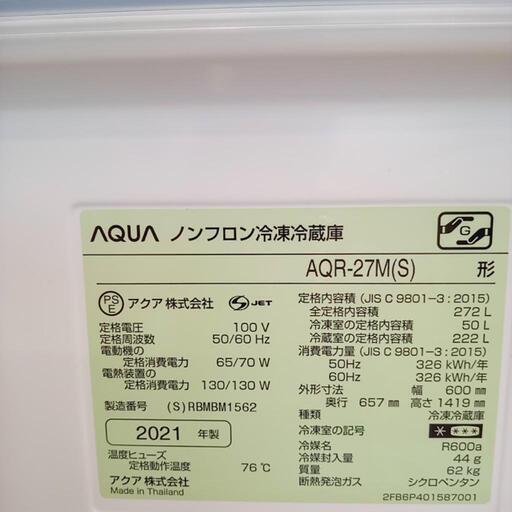 AQUA ノンフロン冷凍冷蔵庫
G
AQR-27M(S) 形
PS E アクア株式会社 S JET
定格電圧 100 V
定格周波数 50/60 Hz
電動機の
定格消費電力 65/70 W
電熱装置の
定格消費電力 130/130 W
製造番号 (S)RBMBM1562
2021 年製
温度ヒューズ
定格動作温度 76℃
アクア株式会社
Made in Thailand
定格内容積 (JIS C 9801-3:2015)
全定格内容積 272 L
冷凍室の定格内容積 50 L
冷蔵室の定格内容積 222 L
消費電力量 (JIS C 9801-3:2015)
50Hz 326 kWh/年
60Hz 326 kWh/年
外形寸法 幅 600 ㎜
奥行 657 ㎜ 高さ 1419 ㎜
種類 冷凍冷蔵庫
冷凍室の記号
冷媒名 R600a
冷媒封入量 44 g
質量 62 kg
断熱発泡ガス シクロペンタン
2FB6P401587001